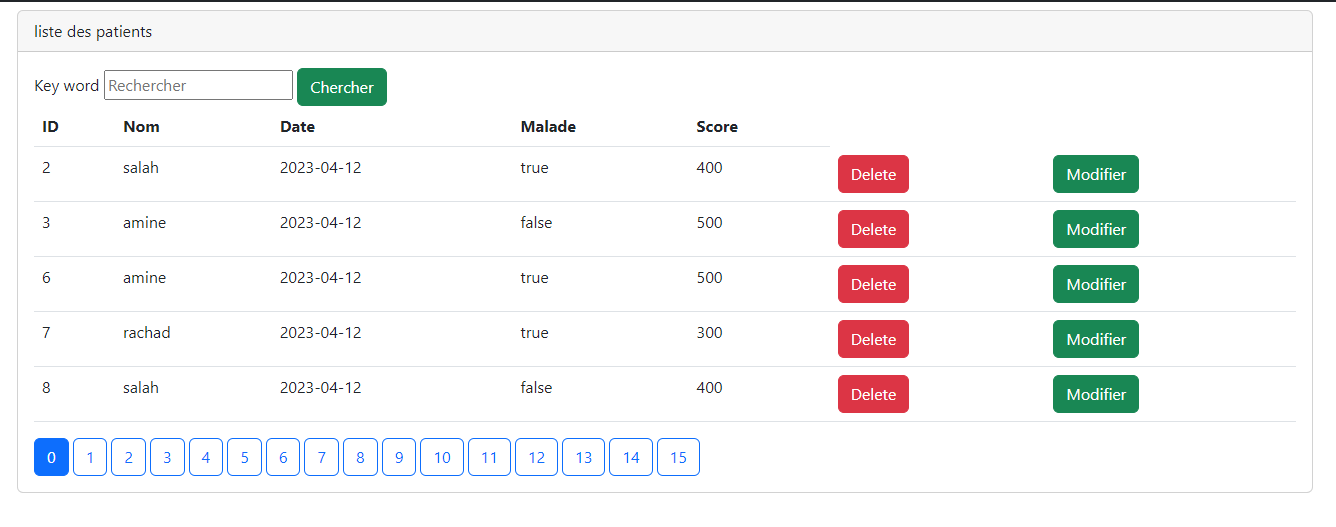 liste des patients
Key word Rechercher Chercher
ID Nom Date Malade Score
2 salah 2023-04-12 true 400 Delete Modifier
3 amine 2023-04-12 false 500 Delete Modifier
6 amine 2023-04-12 true 500 Delete Modifier
7 rachad 2023-04-12 true 300 Delete Modifier
8 salah 2023-04-12 false 400 Delete Modifier
0 1 2 3 4 5 6 7 8 9 10 11 12 13 14 15